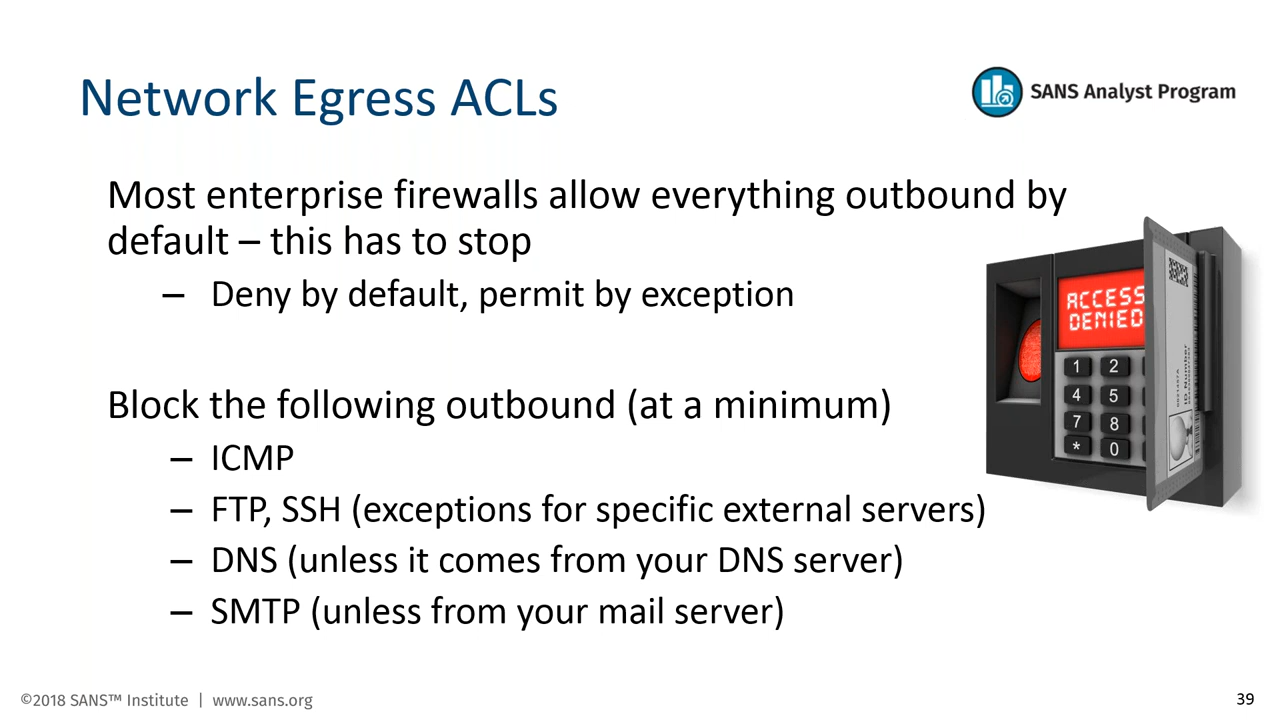 Network Egress ACLs
SANS Analyst Program
Most enterprise firewalls allow everything outbound by
default – this has to stop
– Deny by default, permit by exception
ACCESS
DENIED
1 2
4 5
7 8
* 0
ID Number
Block the following outbound (at a minimum)
– ICMP
– FTP, SSH (exceptions for specific external servers)
– DNS (unless it comes from your DNS server)
– SMTP (unless from your mail server)
©2018 SANS™ Institute | www.sans.org
39